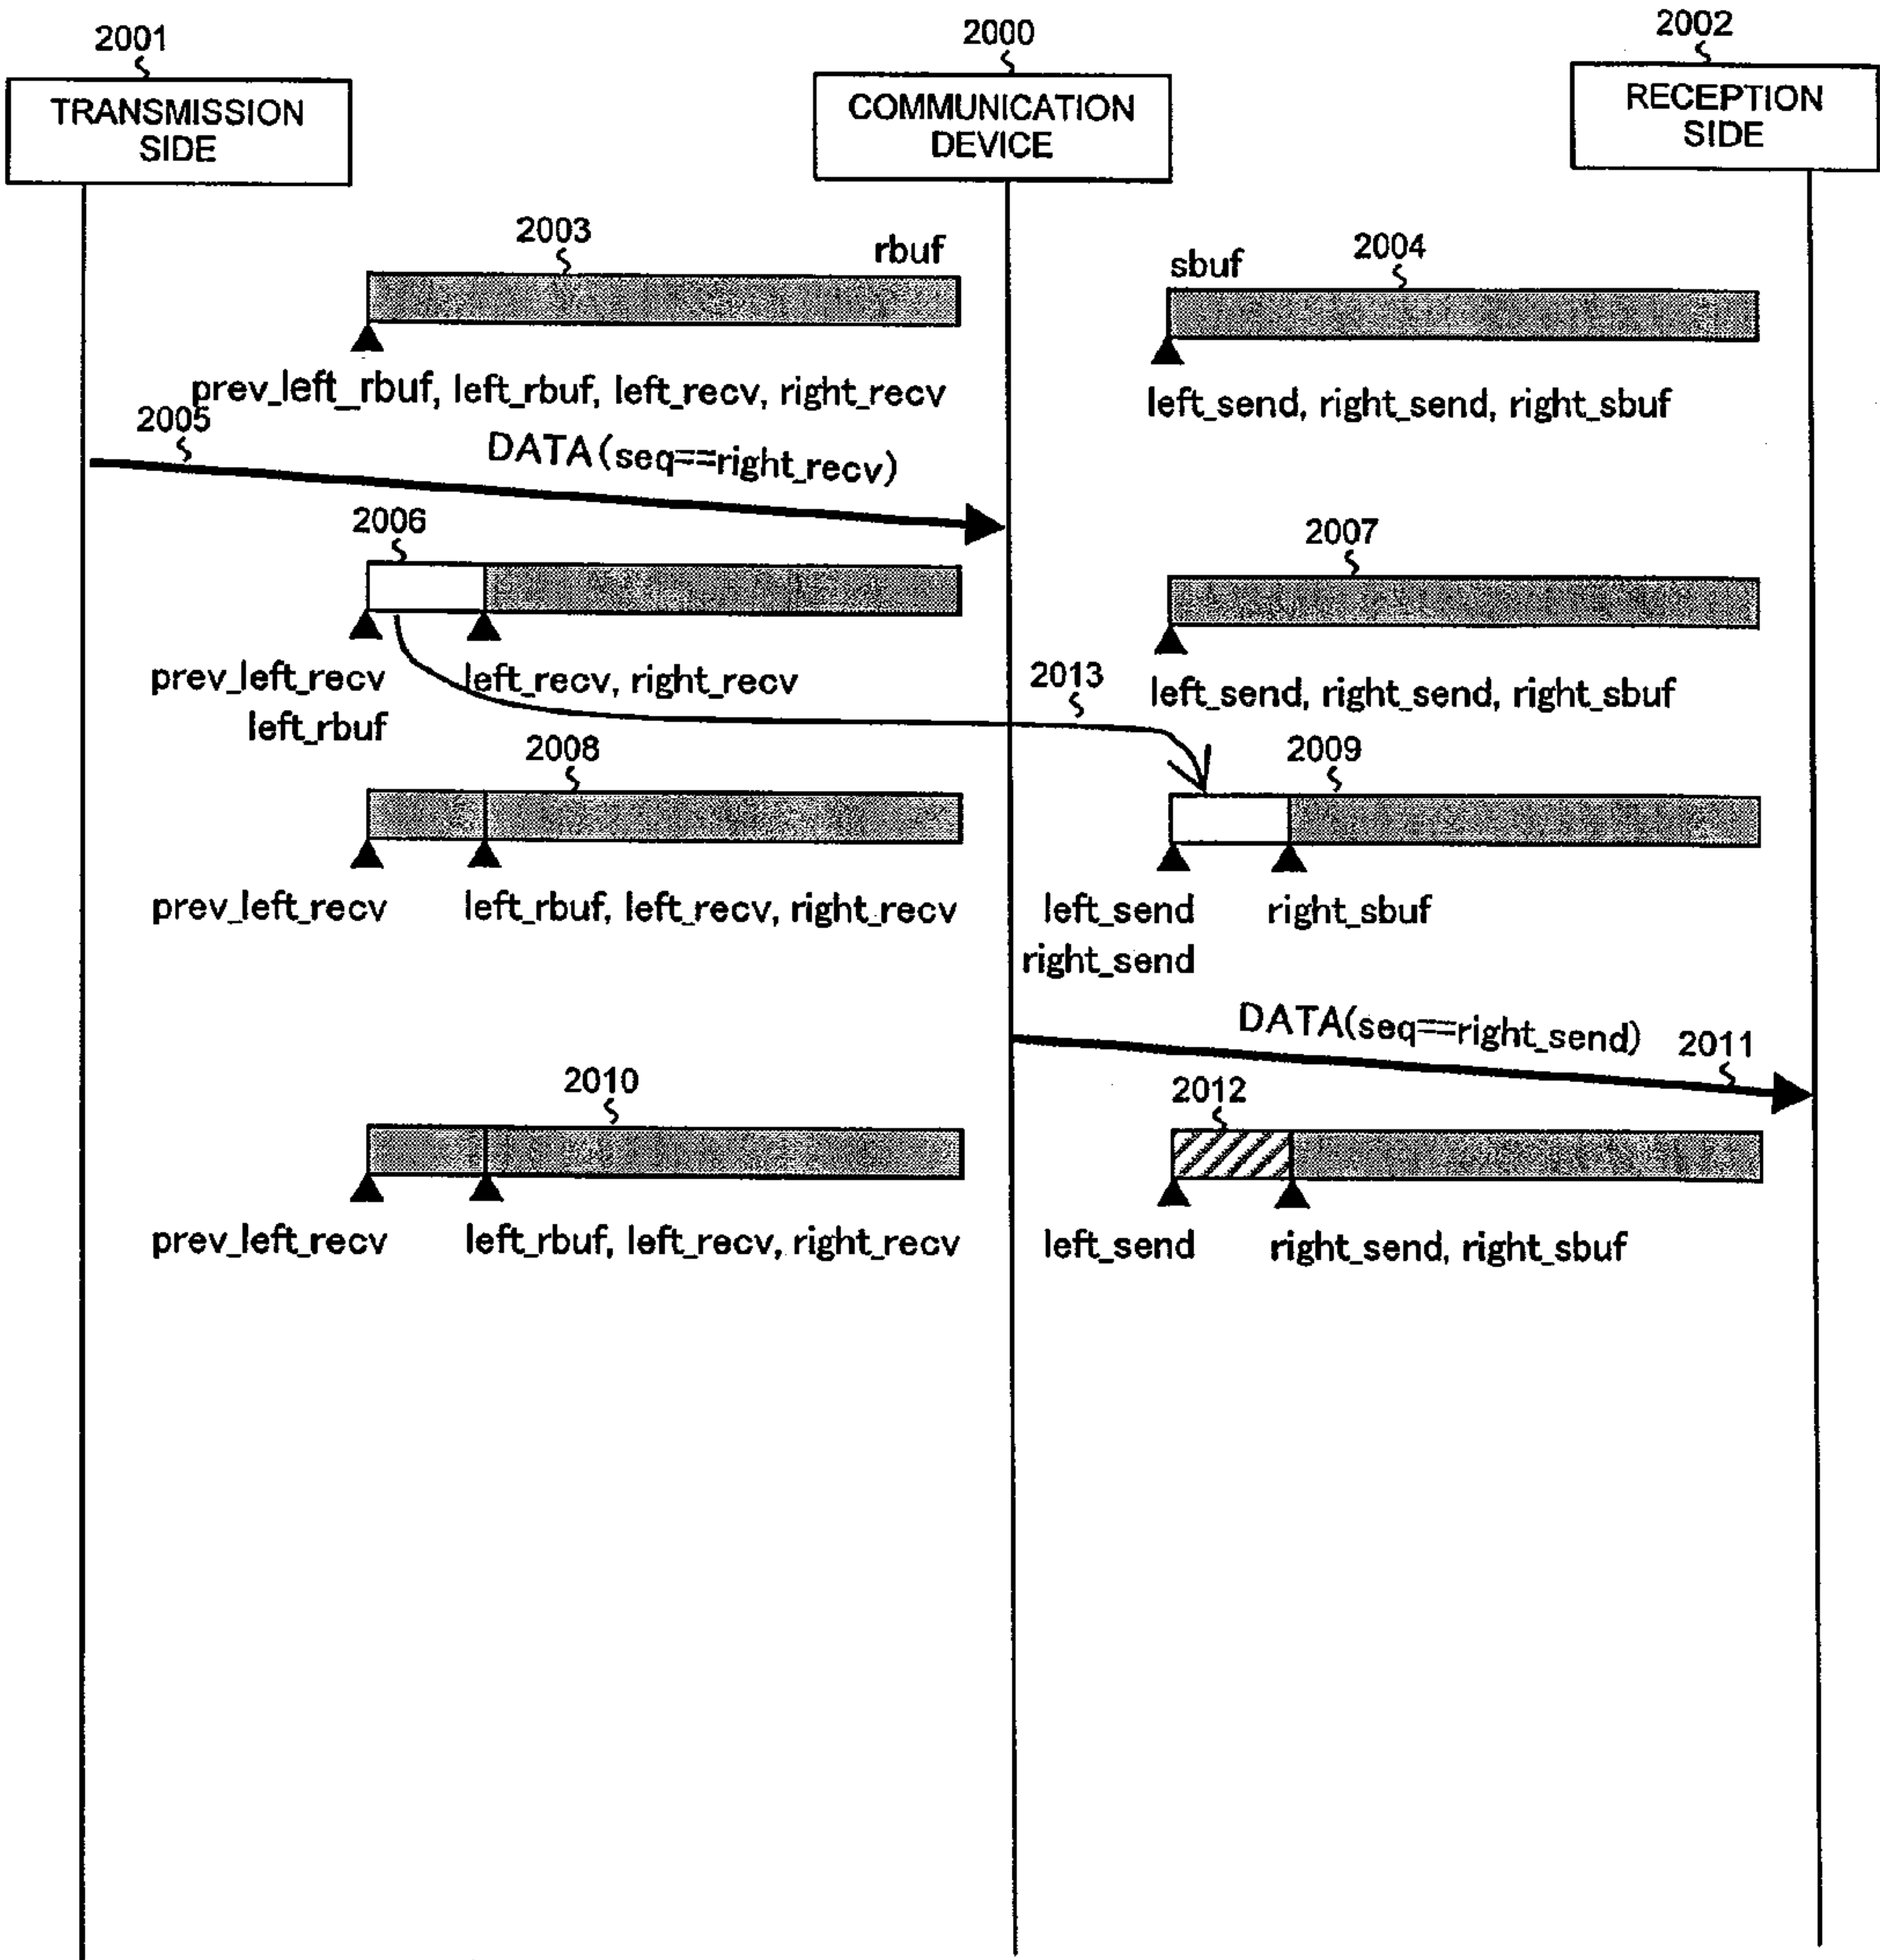 2001
2000
2002
TRANSMISSION
SIDE
COMMUNICATION
DEVICE
RECEPTION
SIDE
2003
rbuf
sbuf
2004
prev_left_rbuf, left_rbuf, left_recv, right_recv
left_send, right_send, right_sbuf
2005
DATA(seq==right_recv)
2006
2007
prev_left_recv
left_rbuf
left_recv, right_recv
2013
left_send, right_send, right_sbuf
2008
2009
prev_left_recv
left_rbuf, left_recv, right_recv
left_send
right_send
right_sbuf
DATA(seq==right_send)
2011
2010
2012
prev_left_recv
left_rbuf, left_recv, right_recv
left_send
right_send, right_sbuf